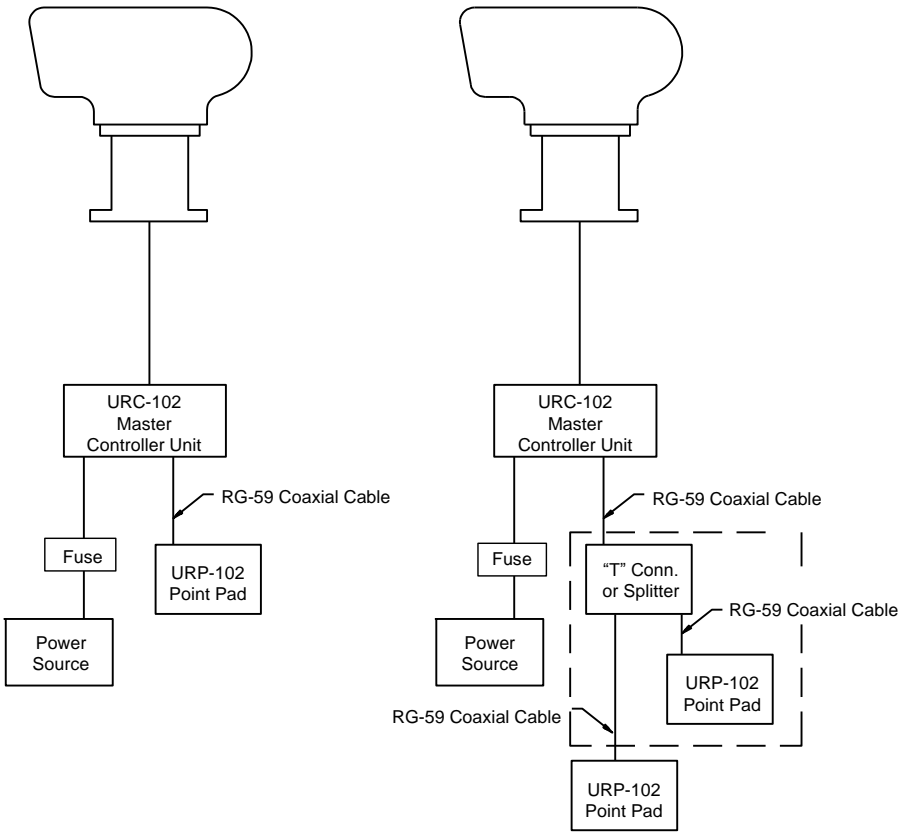 URC-102
Master
Controller Unit
RG-59 Coaxial Cable
Fuse
URP-102
Point Pad
Power
Source
URC-102
Master
Controller Unit
RG-59 Coaxial Cable
Fuse
“T” Conn.
or Splitter
RG-59 Coaxial Cable
Power
Source
URP-102
Point Pad
RG-59 Coaxial Cable
URP-102
Point Pad